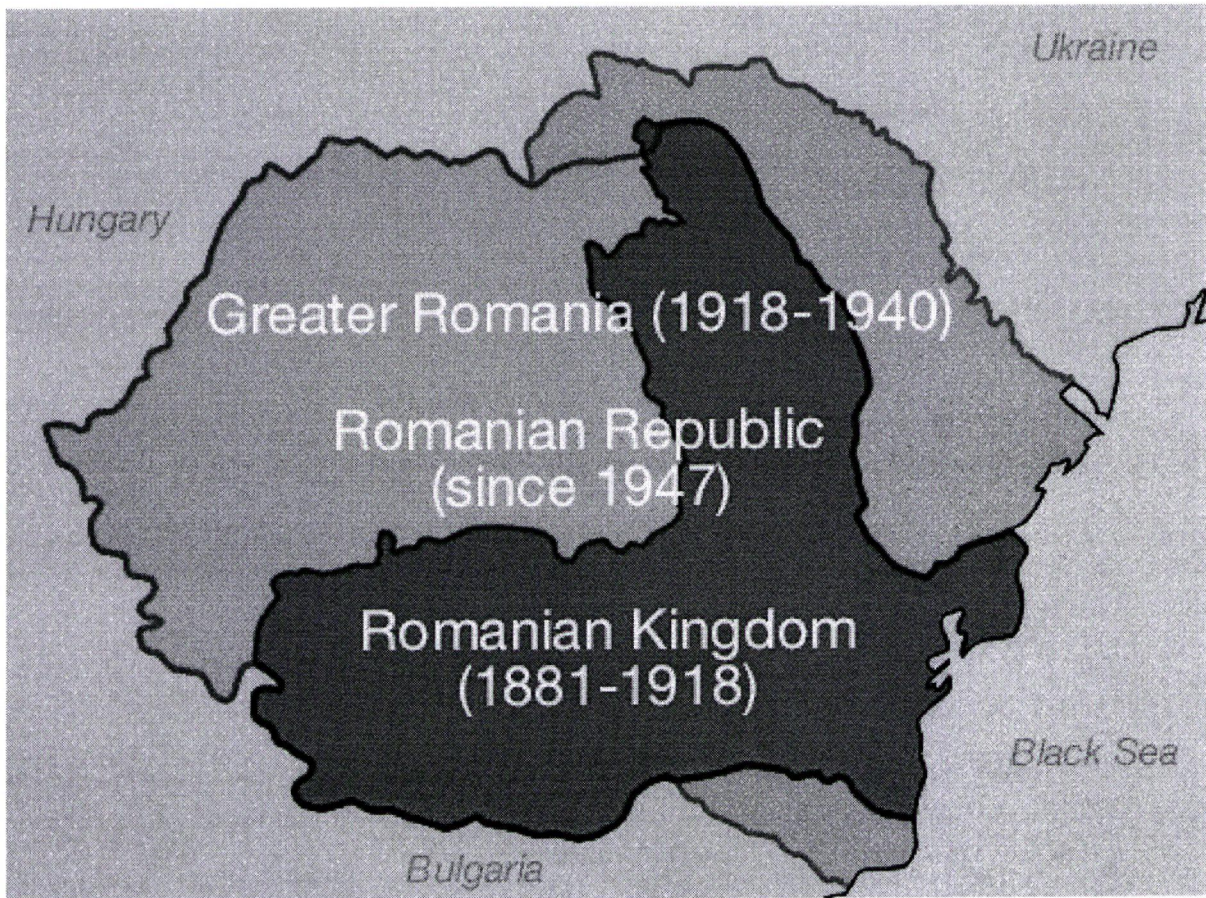 Ukraine
Hungary
Greater Romania (1918-1940)
Romanian Republic
(since 1947)
Romanian Kingdom
(1881-1918)
Black Sea
Bulgaria